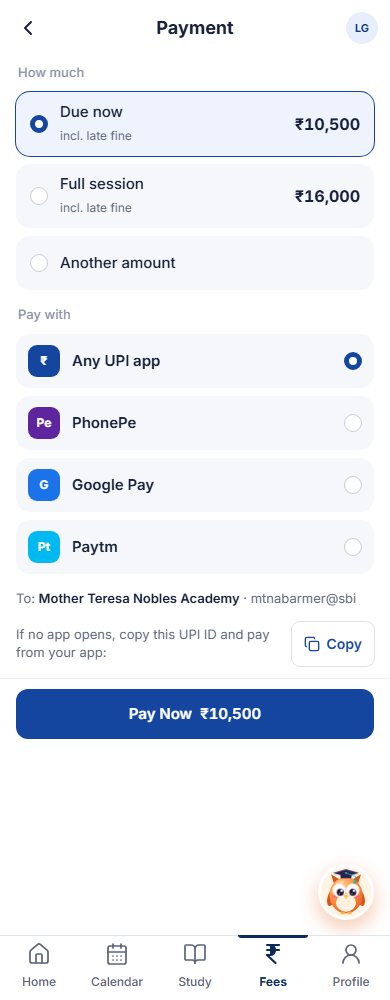 Payment
LG
How much
Due now
incl. late fine
₹10,500
Full session
incl. late fine
₹16,000
Another amount
Pay with
₹
Any UPI app
Pe
PhonePe
G
Google Pay
Pt
Paytm
To: Mother Teresa Nobles Academy · mtnabarmer@sbi
If no app opens, copy this UPI ID and pay
from your app:
Copy
Pay Now ₹10,500
₹
Home
Calendar
Study
Fees
Profile